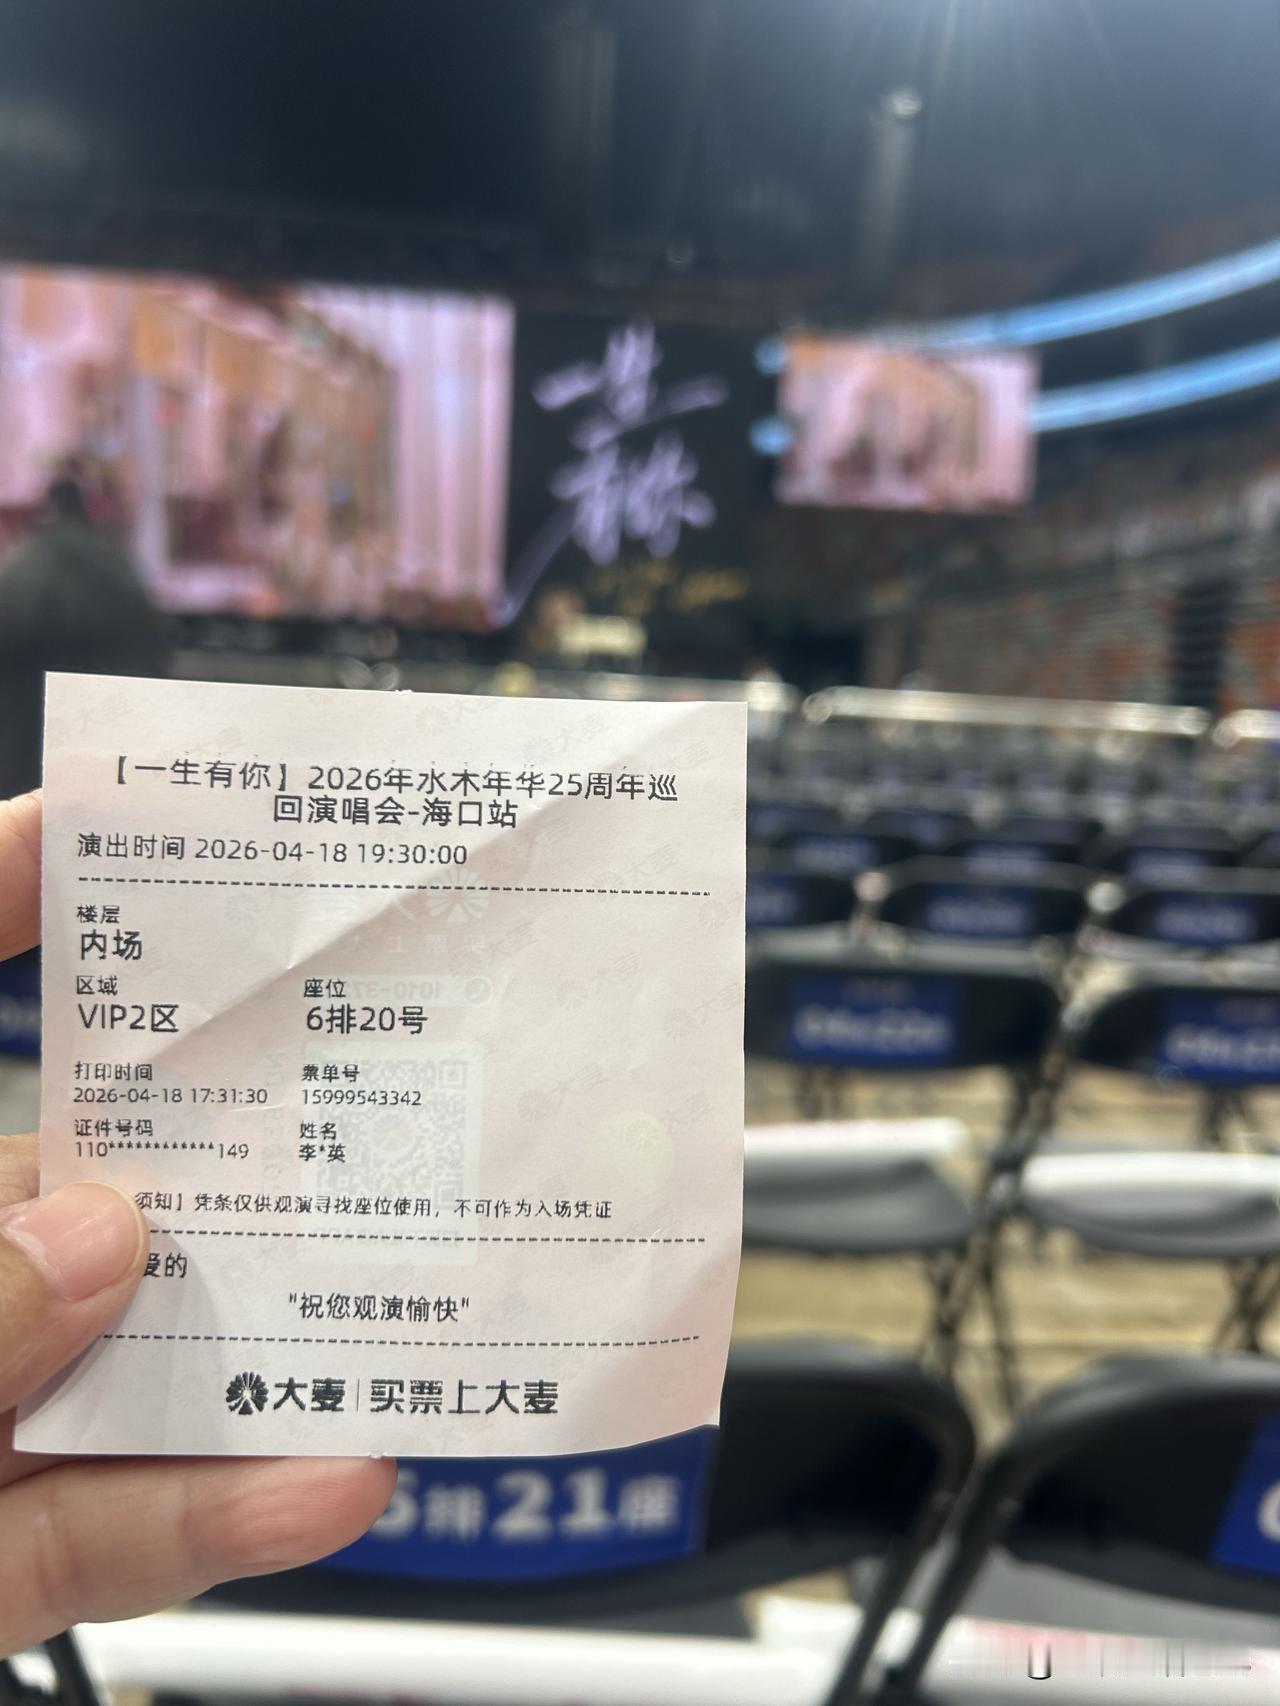 一生
有你
【一生有你】2026年水木年华25周年巡
回演唱会-海口站
演出时间 2026-04-18 19:30:00
楼层
内场
区域 座位
VIP2区 6排20号
打印时间 票单号
2026-04-18 17:31:30 15999543342
证件号码 姓名
110************149 李*英
须知】凭条仅供观演寻找座位使用，不可作为入场凭证
爱的
"祝您观演愉快"
大麦 | 买票上大麦
排21座